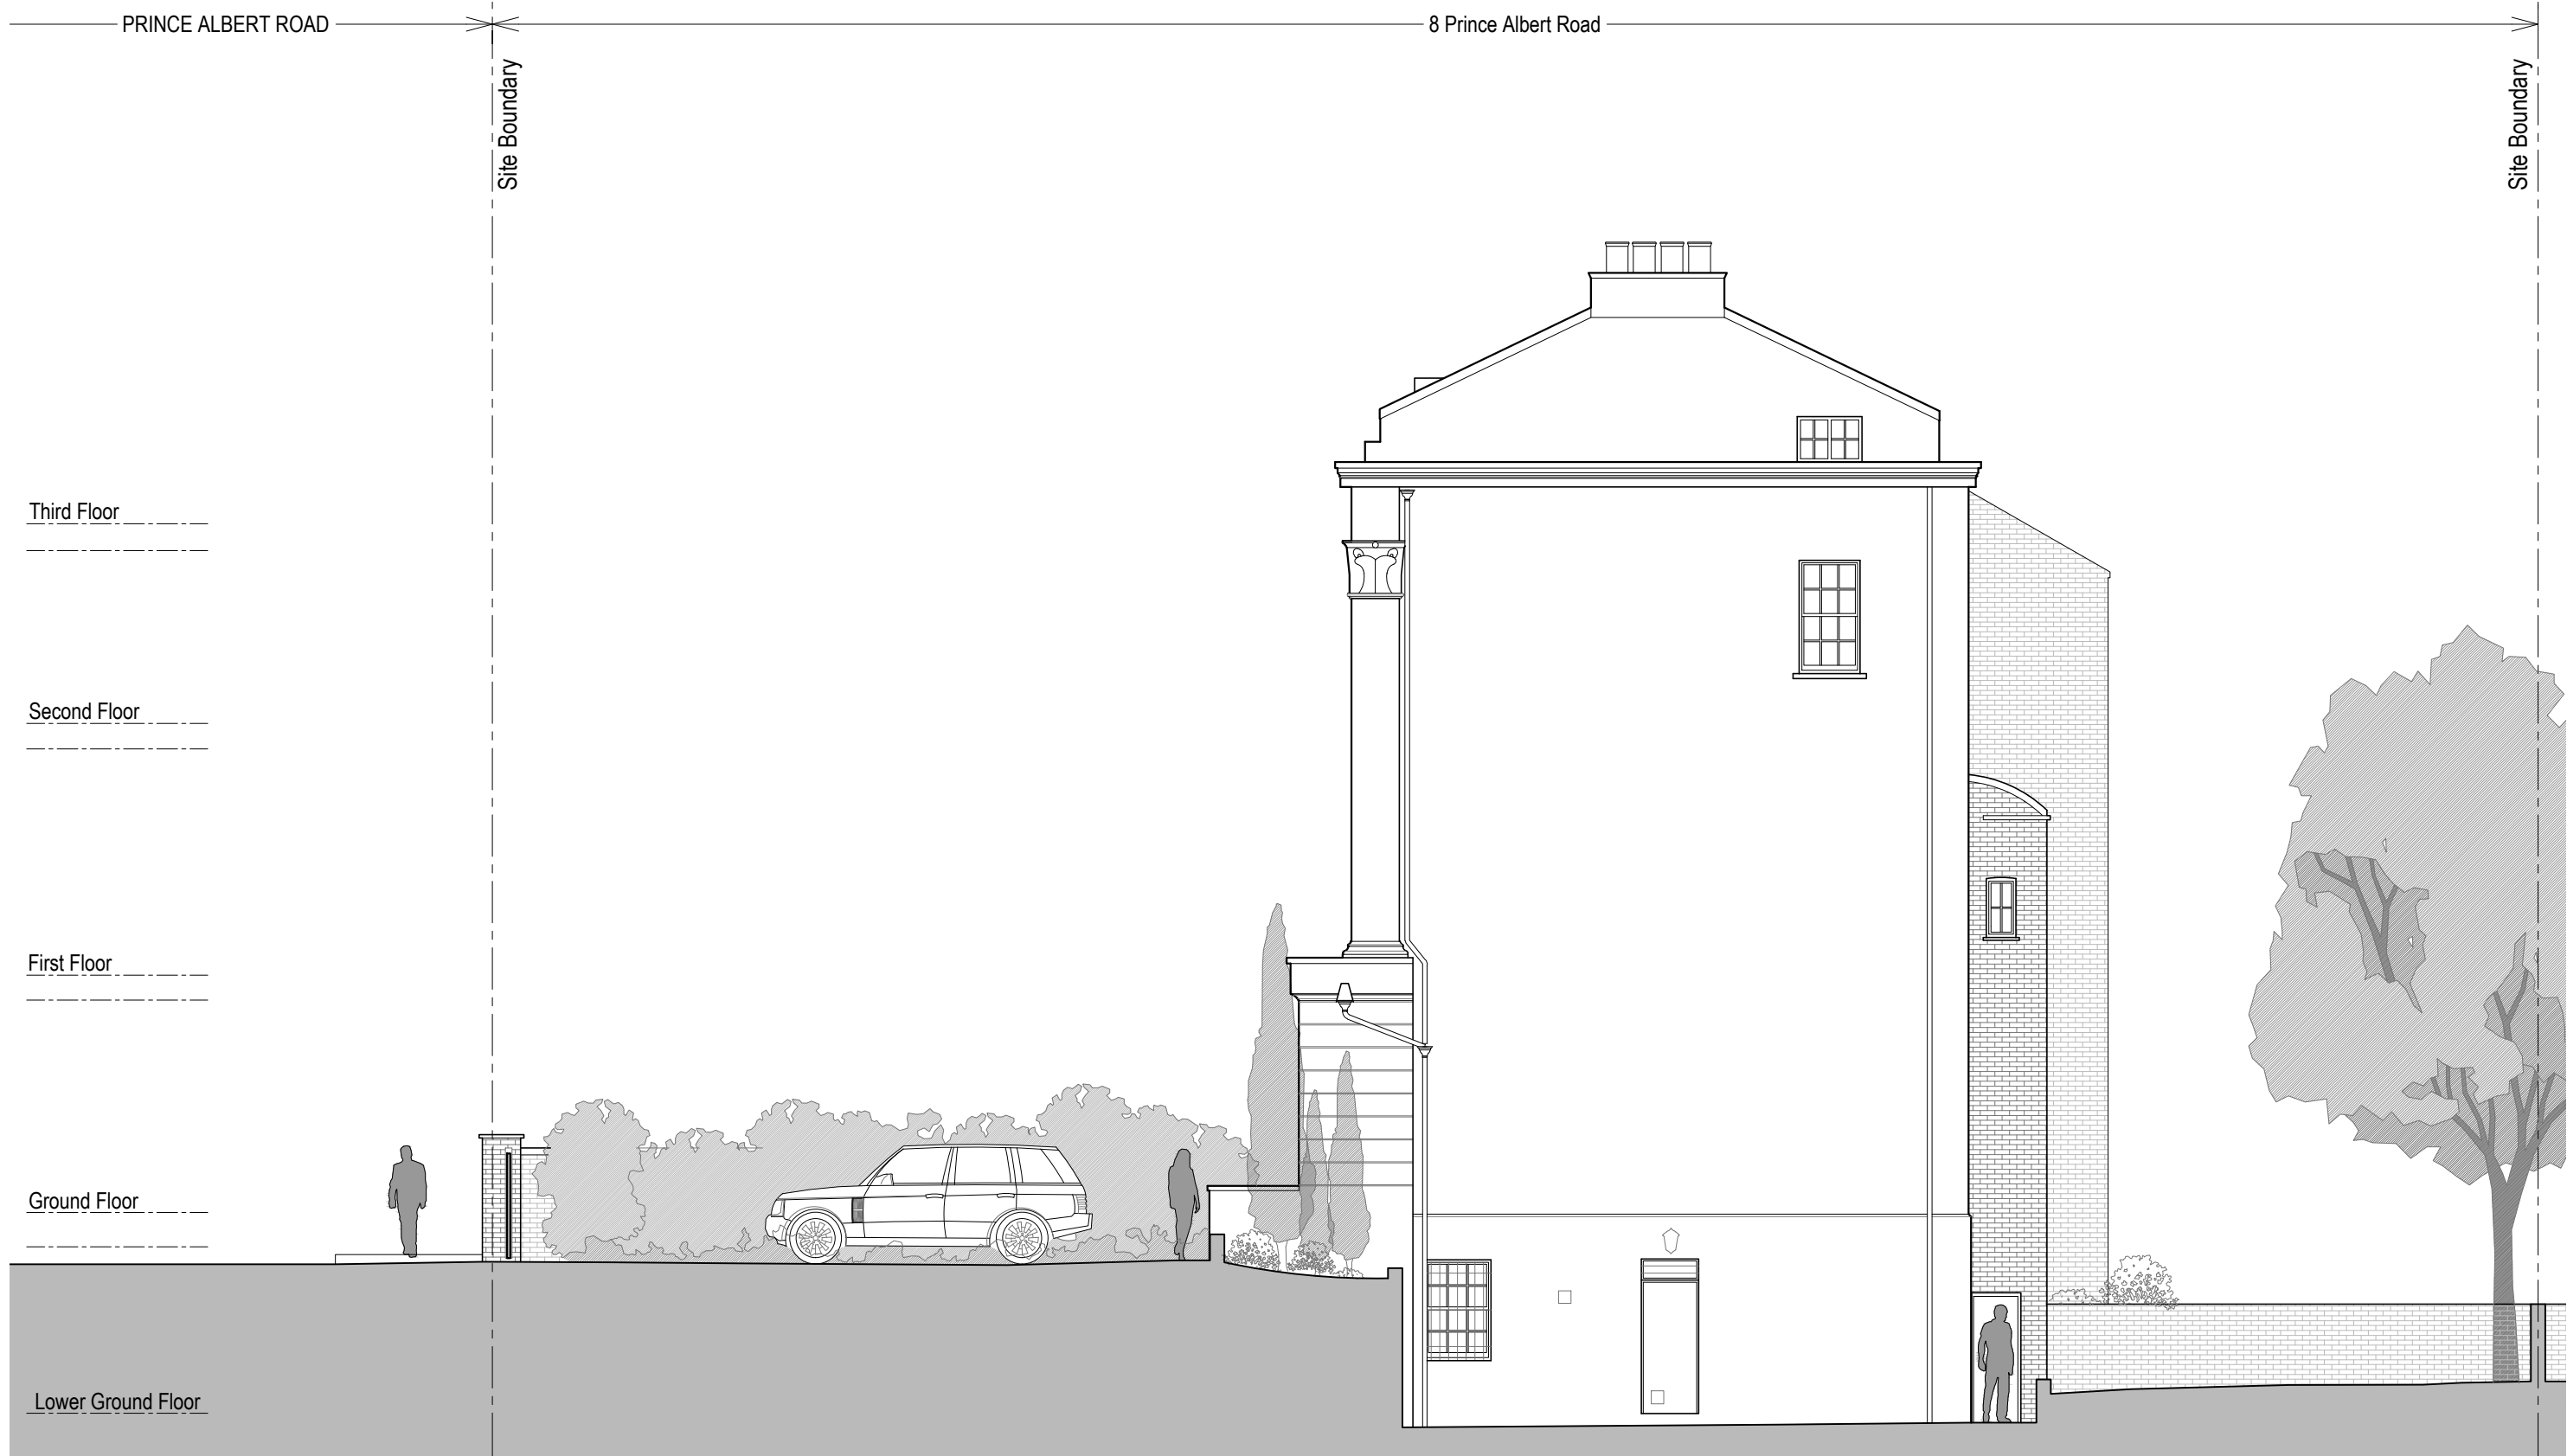 PRINCE ALBERT ROAD
8 Prince Albert Road
Site Boundary
Site Boundary
Third Floor
Second Floor
First Floor
Ground Floor
Lower Ground Floor